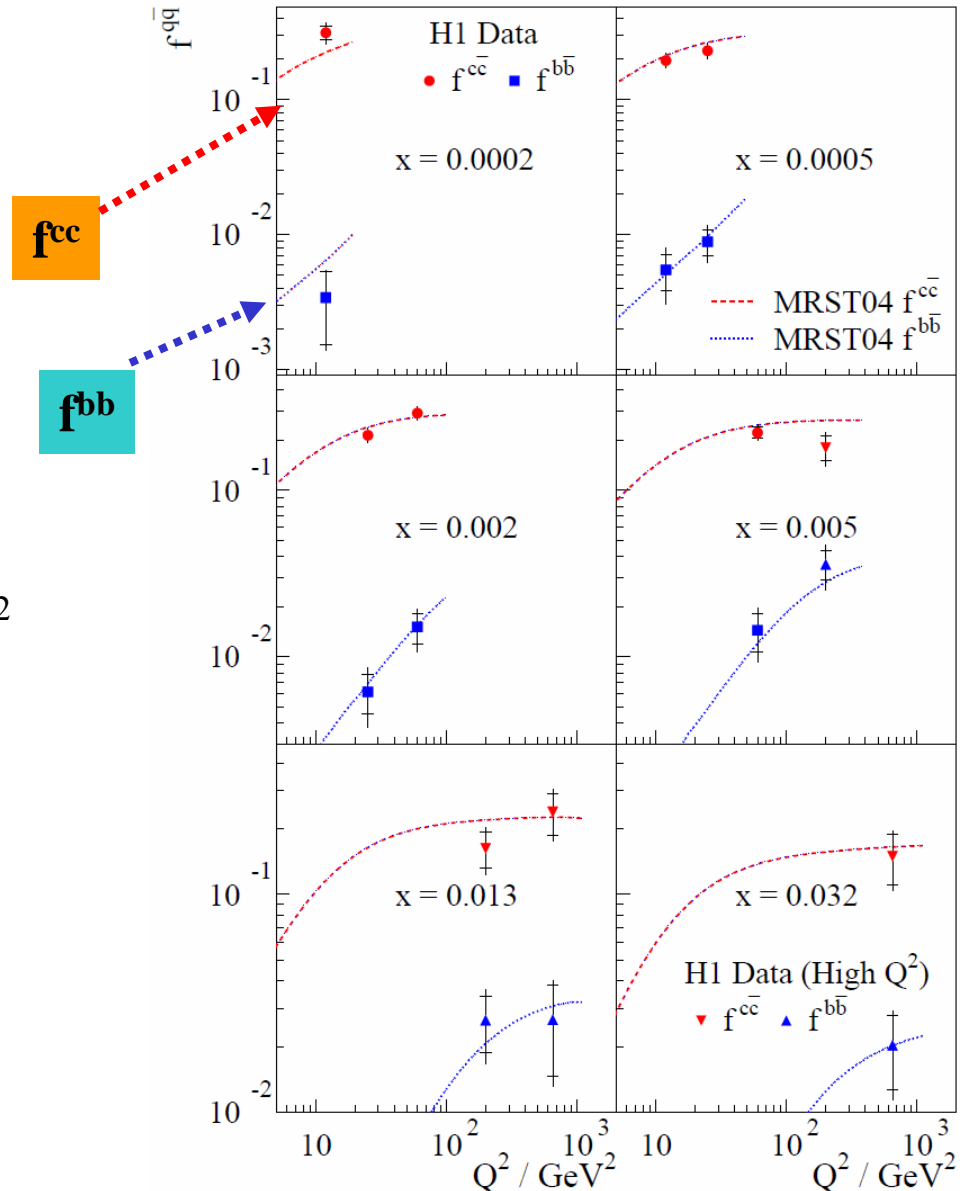 f^{bb̄}
H1 Data
f^{cc̄} f^{bb̄}
10^{-1}
x = 0.0002
x = 0.0005
f^{cc}
10^{-2}
MRST04 f^{cc̄}
MRST04 f^{bb̄}
10^{-3}
f^{bb}
10^{-1}
x = 0.002
x = 0.005
2
10^{-2}
10^{-1}
x = 0.013
x = 0.032
H1 Data (High Q^2)
f^{cc̄} f^{bb̄}
10^{-2}
10 10^2 10^3 10 10^2 10^3
Q^2 / GeV^2 Q^2 / GeV^2